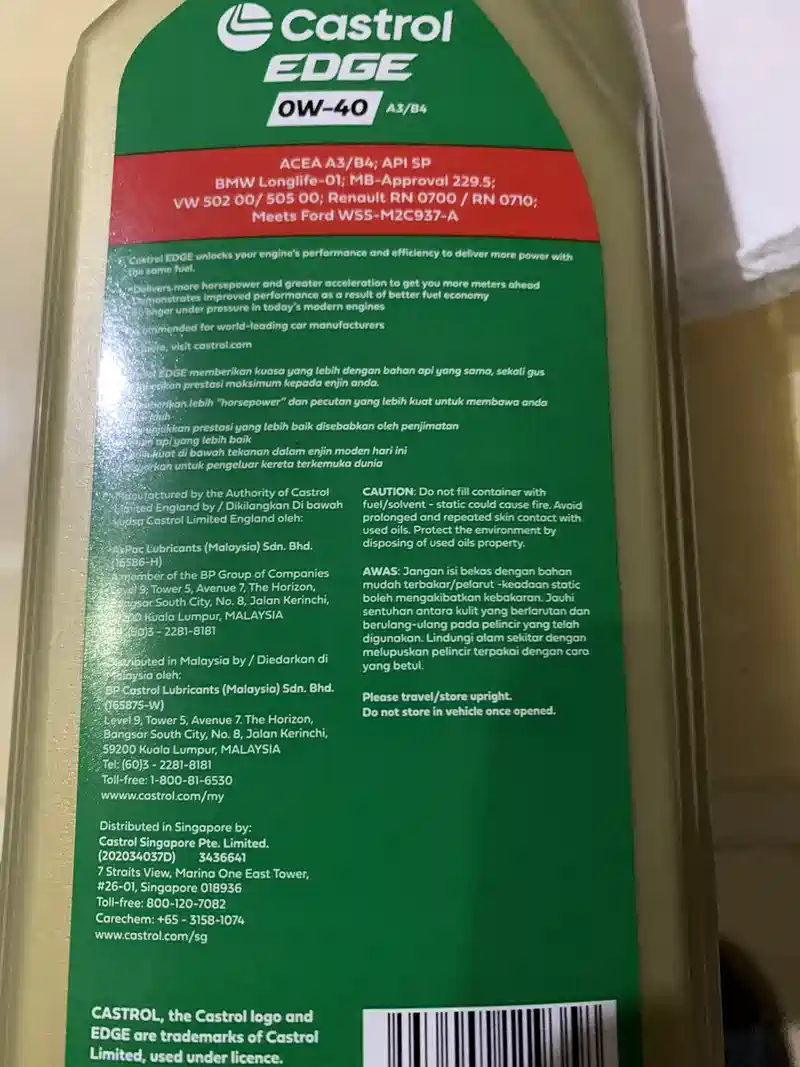 Castrol
EDGE
0W-40 A3/B4
ACEA A3/B4; API SP
BMW Longlife-01; MB-Approval 229.5;
VW 502 00/ 505 00; Renault RN 0700 / RN 0710;
Meets Ford WSS-M2C937-A
Castrol EDGE unlocks your engine's performance and efficiency to deliver more power with
the same fuel.
Delivers more horsepower and greater acceleration to get you more meters ahead
Demonstrates improved performance as a result of better fuel economy
under pressure in today's modern engines
for world-leading car manufacturers
visit castrol.com
EDGE memberikan kuasa yang lebih dengan bahan api yang sama, sekali gus
prestasi maksimum kepada enjin anda.
lebih "horsepower" dan pecutan yang lebih kuat untuk membawa anda
prestasi yang lebih baik disebabkan oleh penjimatan
api yang lebih baik
di bawah tekanan dalam enjin moden hari ini
untuk pengeluar kereta terkemuka dunia
Manufactured by the Authority of Castrol
Limited England by / Dikilangkan Di bawah
Castrol Limited England oleh:
Lubricants (Malaysia) Sdn. Bhd.
A member of the BP Group of Companies
Level 9, Tower 5, Avenue 7, The Horizon,
Bangsar South City, No. 8, Jalan Kerinchi,
Kuala Lumpur, MALAYSIA
(60)3 - 2281-8181
Distributed in Malaysia by / Diedarkan di
Malaysia oleh:
BP Castrol Lubricants (Malaysia) Sdn. Bhd.
(165875-W)
Level 9, Tower 5, Avenue 7. The Horizon,
Bangsar South City, No. 8, Jalan Kerinchi,
59200 Kuala Lumpur, MALAYSIA
Tel: (60)3 - 2281-8181
Toll-free: 1-800-81-6530
wwww.castrol.com/my
Distributed in Singapore by:
Castrol Singapore Pte. Limited.
(202034037D) 3436641
7 Straits View, Marina One East Tower,
#26-01, Singapore 018936
Toll-free: 800-120-7082
Carechem: +65 - 3158-1074
www.castrol.com/sg
CAUTION: Do not fill container with
fuel/solvent - static could cause fire. Avoid
prolonged and repeated skin contact with
used oils. Protect the environment by
disposing of used oils property.
AWAS: Jangan isi bekas dengan bahan
mudah terbakar/pelarut -keadaan static
boleh mengakibatkan kebakaran. Jauhi
sentuhan antara kulit yang berlarutan dan
berulang-ulang pada pelincir yang telah
digunakan. Lindungi alam sekitar dengan
melupuskan pelincir terpakai dengan cara
yang betul.
Please travel/store upright.
Do not store in vehicle once opened.
CASTROL, the Castrol logo and
EDGE are trademarks of Castrol
Limited, used under licence.